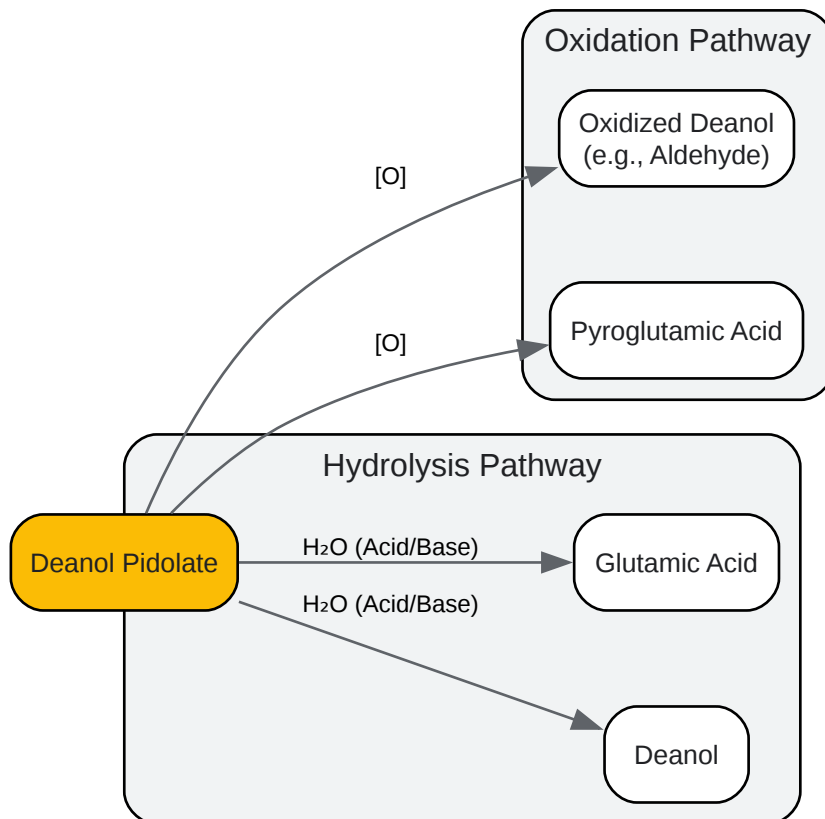 Oxidation Pathway
Oxidized Deanol
(e.g., Aldehyde)
[O]
Pyroglutamic Acid
[O]
Hydrolysis Pathway
Deanol Pidolate
H₂O (Acid/Base)
Glutamic Acid
H₂O (Acid/Base)
Deanol